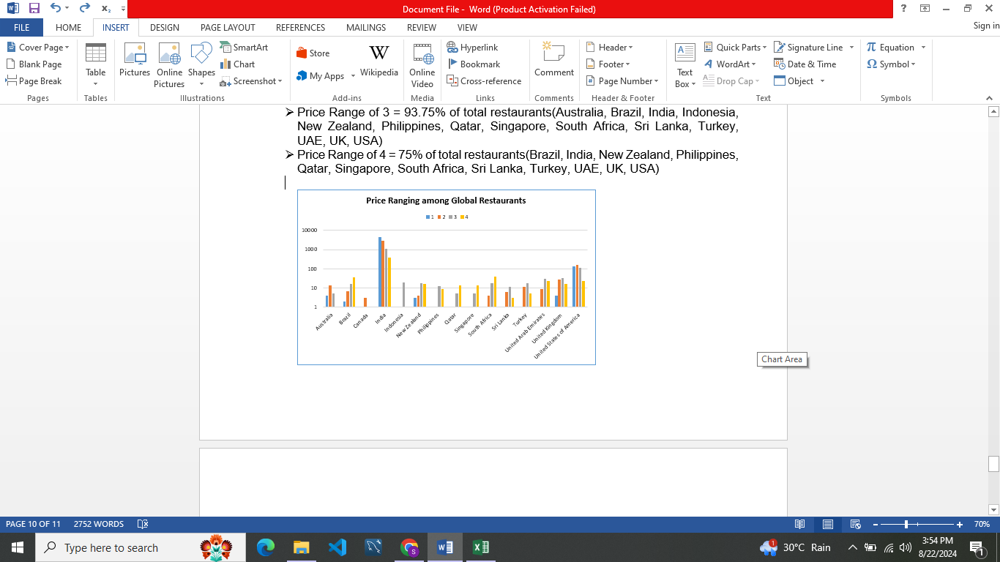 Document File - Word (Product Activation Failed)
FILE HOME INSERT DESIGN PAGE LAYOUT REFERENCES MAILINGS REVIEW VIEW Sign in
Cover Page
Blank Page
Page Break
Pages
Table
Tables
Pictures
Online Pictures
Shapes
SmartArt
Chart
Screenshot
Illustrations
Store
My Apps
Wikipedia
Add-ins
Online Video
Media
Hyperlink
Bookmark
Cross-reference
Links
Comment
Comments
Header
Footer
Page Number
Header & Footer
Text Box
Quick Parts
WordArt
Drop Cap
Signature Line
Date & Time
Object
Text
Equation
Symbol
Symbols
➢ Price Range of 3 = 93.75% of total restaurants(Australia, Brazil, India, Indonesia,
New Zealand, Philippines, Qatar, Singapore, South Africa, Sri Lanka, Turkey,
UAE, UK, USA)
➢ Price Range of 4 = 75% of total restaurants(Brazil, India, New Zealand, Philippines,
Qatar, Singapore, South Africa, Sri Lanka, Turkey, UAE, UK, USA)
Price Ranging among Global Restaurants
1 2 3 4
10000
1000
100
10
1
Australia
Brazil
Canada
India
Indonesia
New Zealand
Philippines
Qatar
Singapore
South Africa
Sri Lanka
Turkey
United Arab Emirates
United Kingdom
United States of America
Chart Area
PAGE 10 OF 11 2752 WORDS 70%
Type here to search
1
30°C Rain
3:54 PM
8/22/2024
1